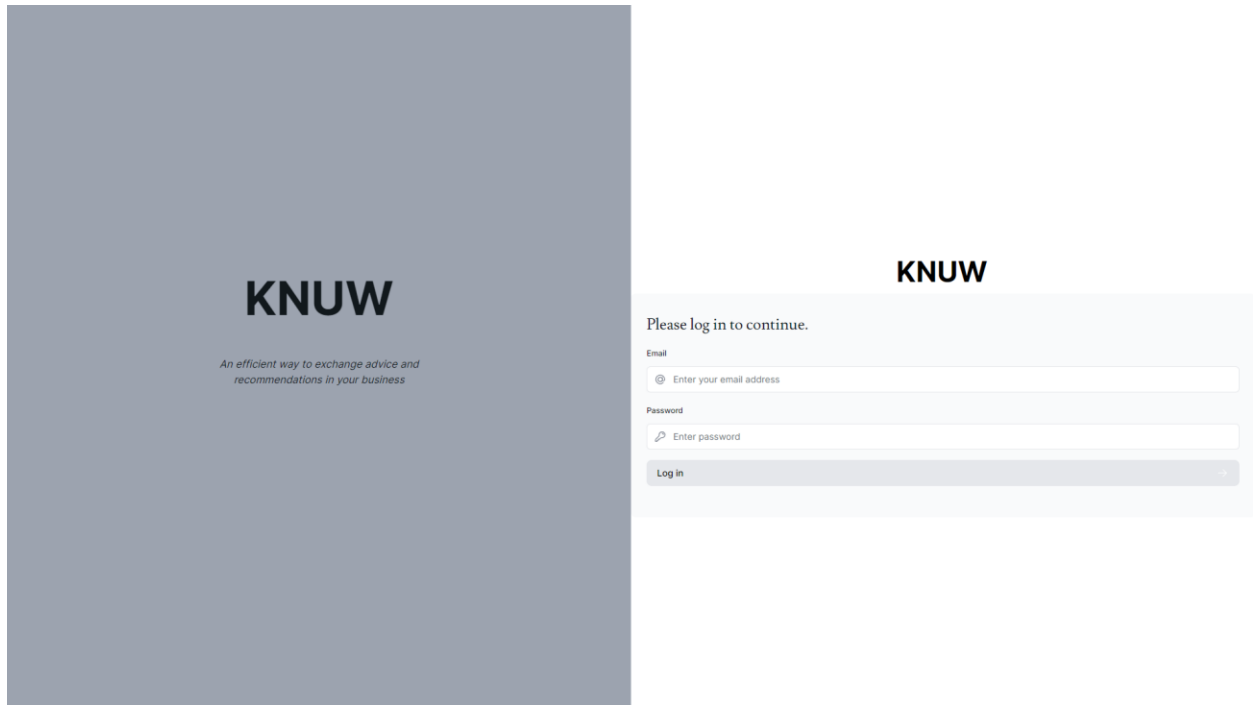 KNUW
An efficient way to exchange advice and
recommendations in your business
KNUW
Please log in to continue.
Email
@ Enter your email address
Password
Enter password
Log in →